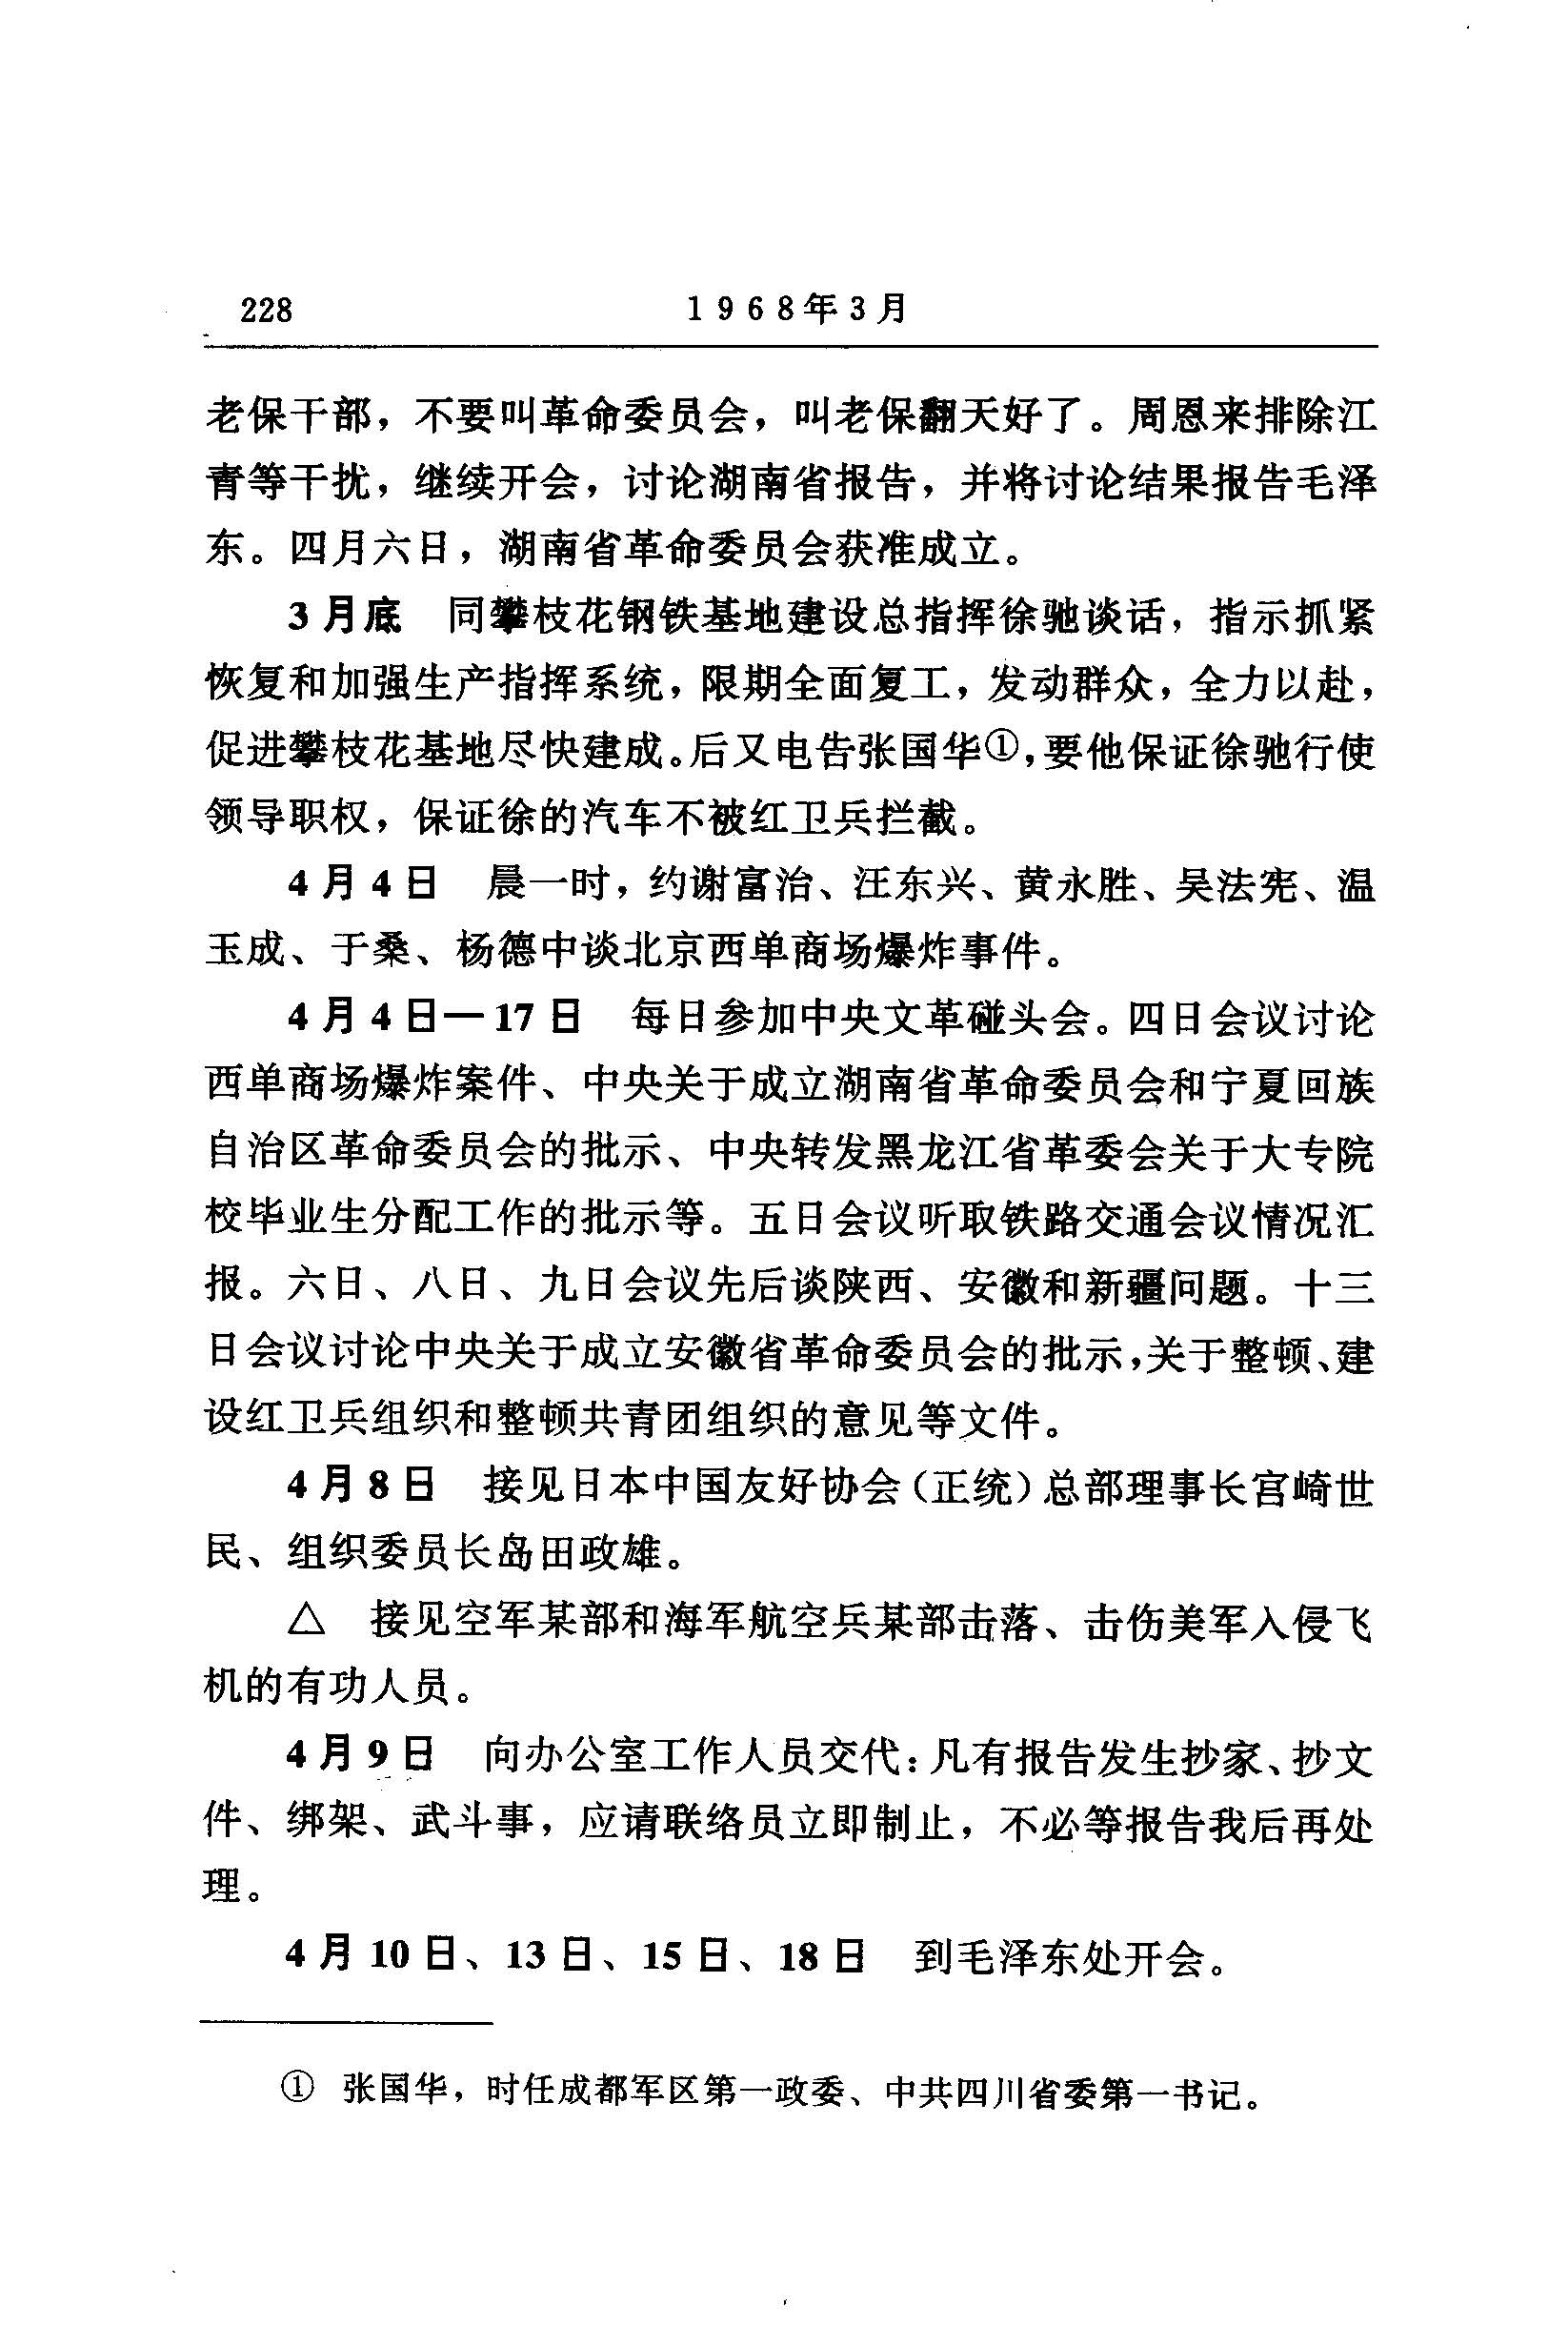 228
1968年3月
老保干部，不要叫革命委员会，叫老保翻天好了。周恩来排除江
青等干扰，继续开会，讨论湖南省报告，并将讨论结果报告毛泽
东。四月六日，湖南省革命委员会获准成立。
3月底　同攀枝花钢铁基地建设总指挥徐驰谈话，指示抓紧
恢复和加强生产指挥系统，限期全面复工，发动群众，全力以赴，
促进攀枝花基地尽快建成。后又电告张国华①，要他保证徐驰行使
领导职权，保证徐的汽车不被红卫兵拦截。
4月4日　晨一时，约谢富治、汪东兴、黄永胜、吴法宪、温
玉成、于桑、杨德中谈北京西单商场爆炸事件。
4月4日—17日　每日参加中央文革碰头会。四日会议讨论
西单商场爆炸案件、中央关于成立湖南省革命委员会和宁夏回族
自治区革命委员会的批示、中央转发黑龙江省革委会关于大专院
校毕业生分配工作的批示等。五日会议听取铁路交通会议情况汇
报。六日、八日、九日会议先后谈陕西、安徽和新疆问题。十三
日会议讨论中央关于成立安徽省革命委员会的批示，关于整顿、建
设红卫兵组织和整顿共青团组织的意见等文件。
4月8日　接见日本中国友好协会（正统）总部理事长宫崎世
民、组织委员长岛田政雄。
△　接见空军某部和海军航空兵某部击落、击伤美军入侵飞
机的有功人员。
4月9日　向办公室工作人员交代：凡有报告发生抄家、抄文
件、绑架、武斗事，应请联络员立即制止，不必等报告我后再处
理。
4月10日、13日、15日、18日　到毛泽东处开会。
①　张国华，时任成都军区第一政委、中共四川省委第一书记。